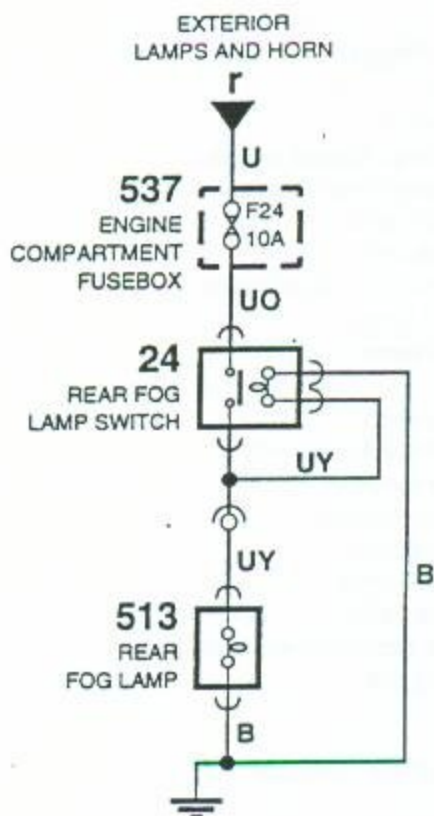 EXTERIOR
LAMPS AND HORN
r
U
537
ENGINE
COMPARTMENT
FUSEBOX
F24
10A
UO
24
REAR FOG
LAMP SWITCH
UY
B
UY
513
REAR
FOG LAMP
B